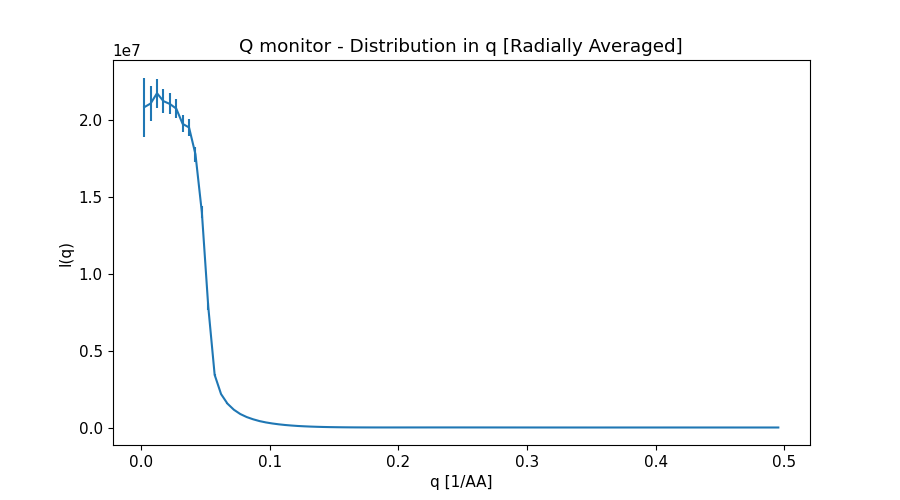 Q monitor - Distribution in q [Radially Averaged]
1e7
2.0
1.5
1.0
0.5
0.0
I(q)
0.0 0.1 0.2 0.3 0.4 0.5
q [1/AA]